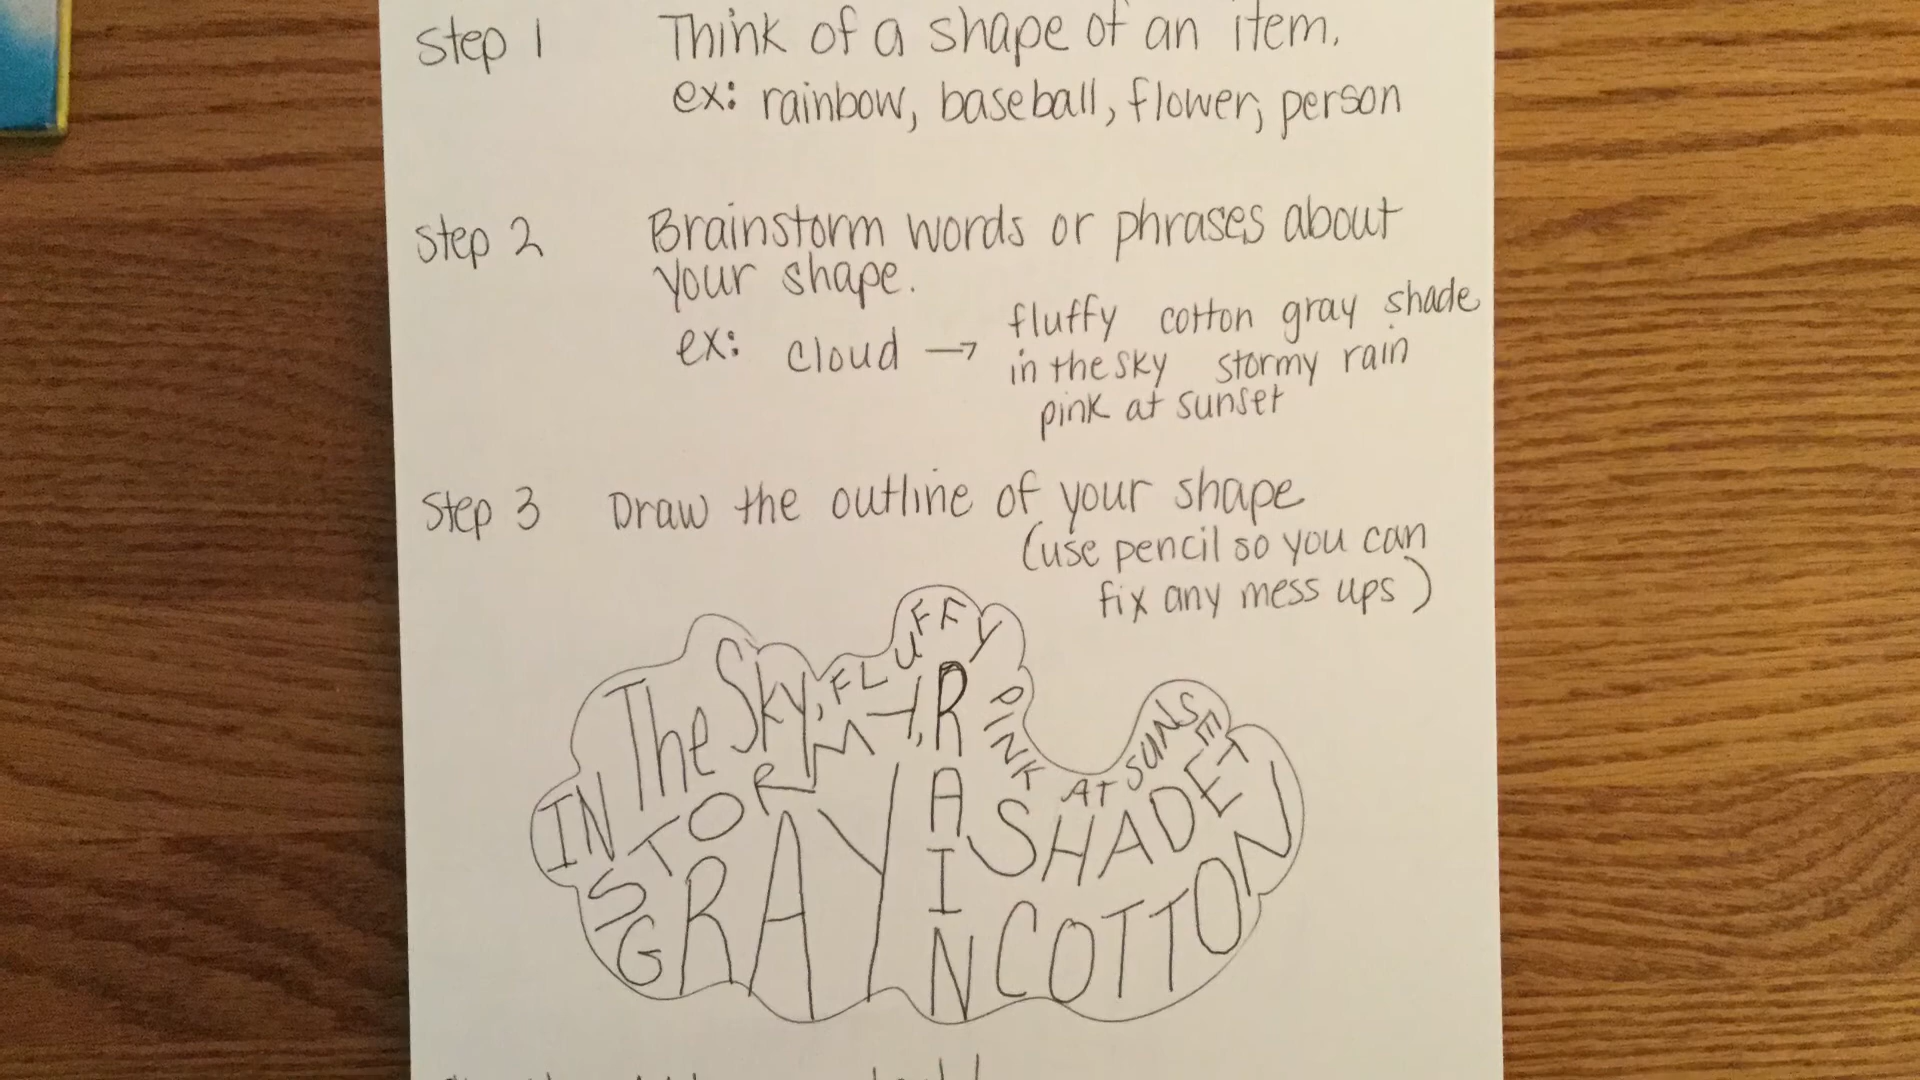 Step 1 Think of a shape of an item.
ex: rainbow, baseball, flower, person
Step 2 Brainstorm words or phrases about
your shape.
ex: cloud → fluffy cotton gray shade
in the sky stormy rain
pink at sunset
Step 3 Draw the outline of your shape
(use pencil so you can
fix any mess ups)
IN The Sky,
FLUFFY
STORMY,
RAIN
PINK AT SUNSET
GRAY
SHADE
COTTON